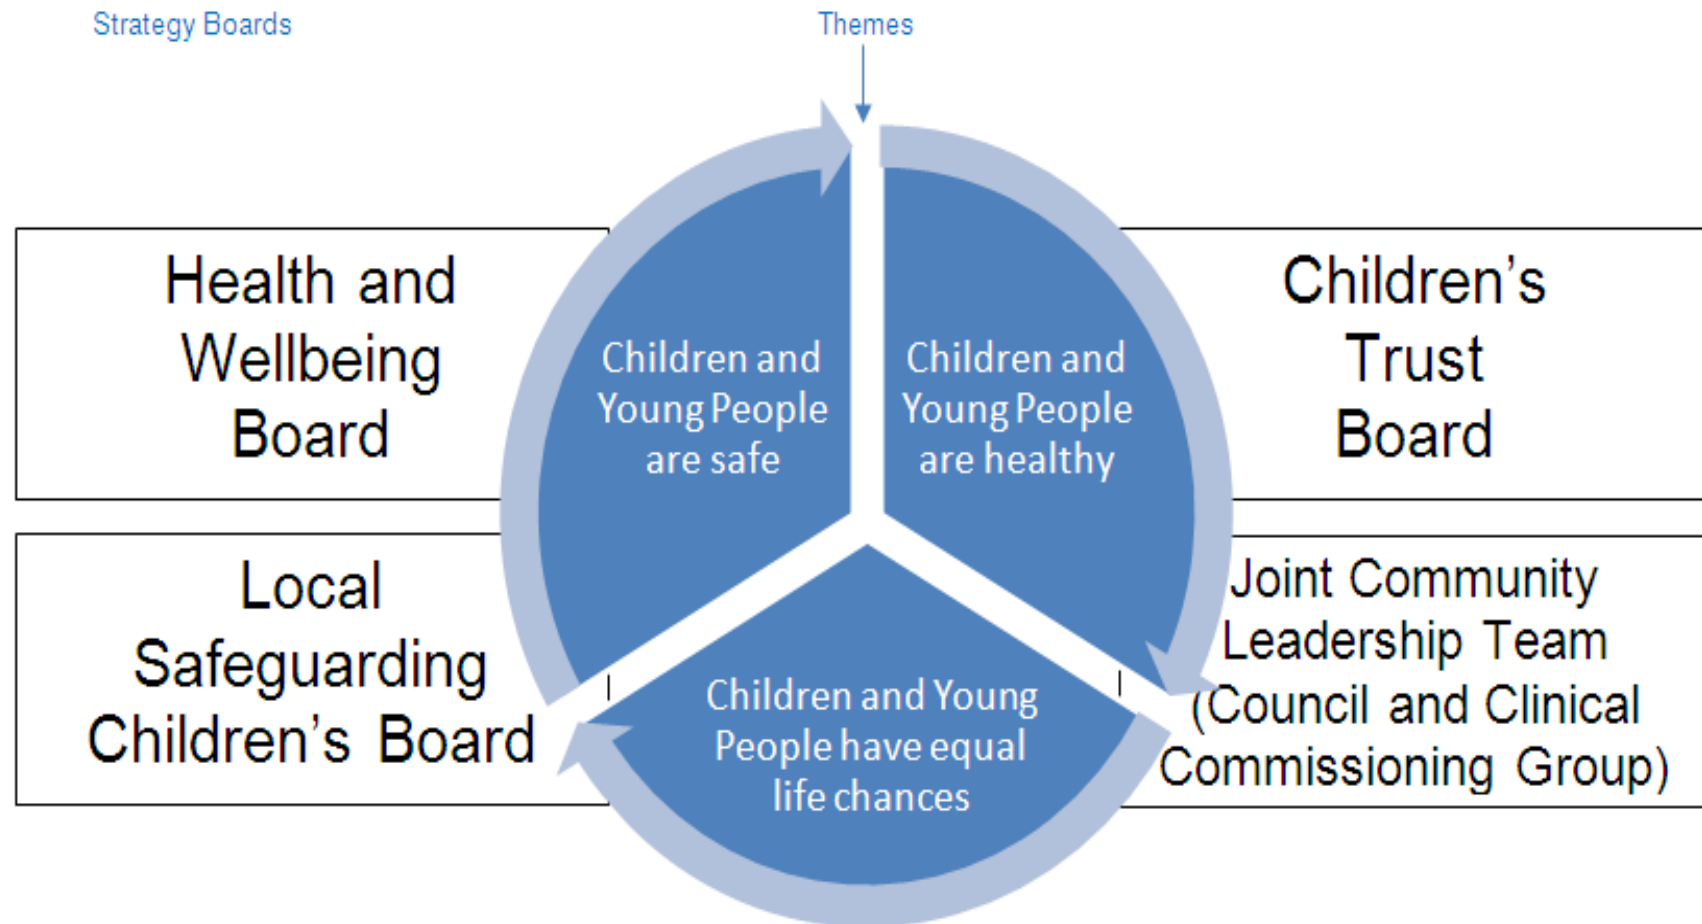 Strategy Boards
Themes
Health and
Wellbeing
Board
Children and
Young People
are safe
Children and
Young People
are healthy
Children’s
Trust
Board
Local
Safeguarding
Children’s Board
Children and Young
People have equal
life chances
Joint Community
Leadership Team
(Council and Clinical
Commissioning Group)